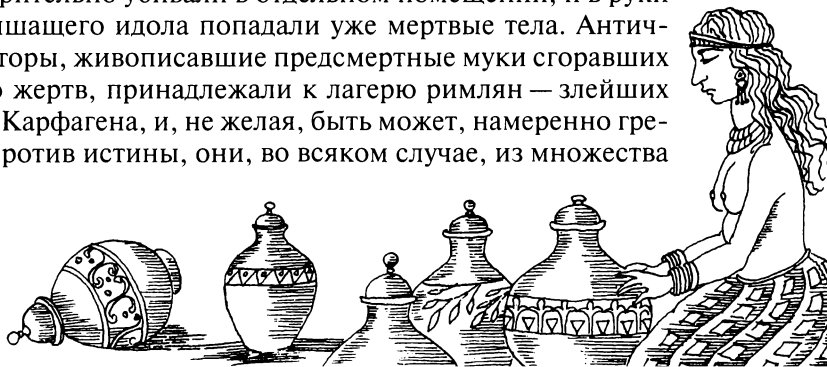 рительно убивали в отдельном помещении, и в руки
шащего идола попадали уже мертвые тела. Антич-
торы, живописавшие предсмертные муки сгоравших
жертв, принадлежали к лагерю римлян — злейших
Карфагена, и, не желая, быть может, намеренно гре-
ротив истины, они, во всяком случае, из множества